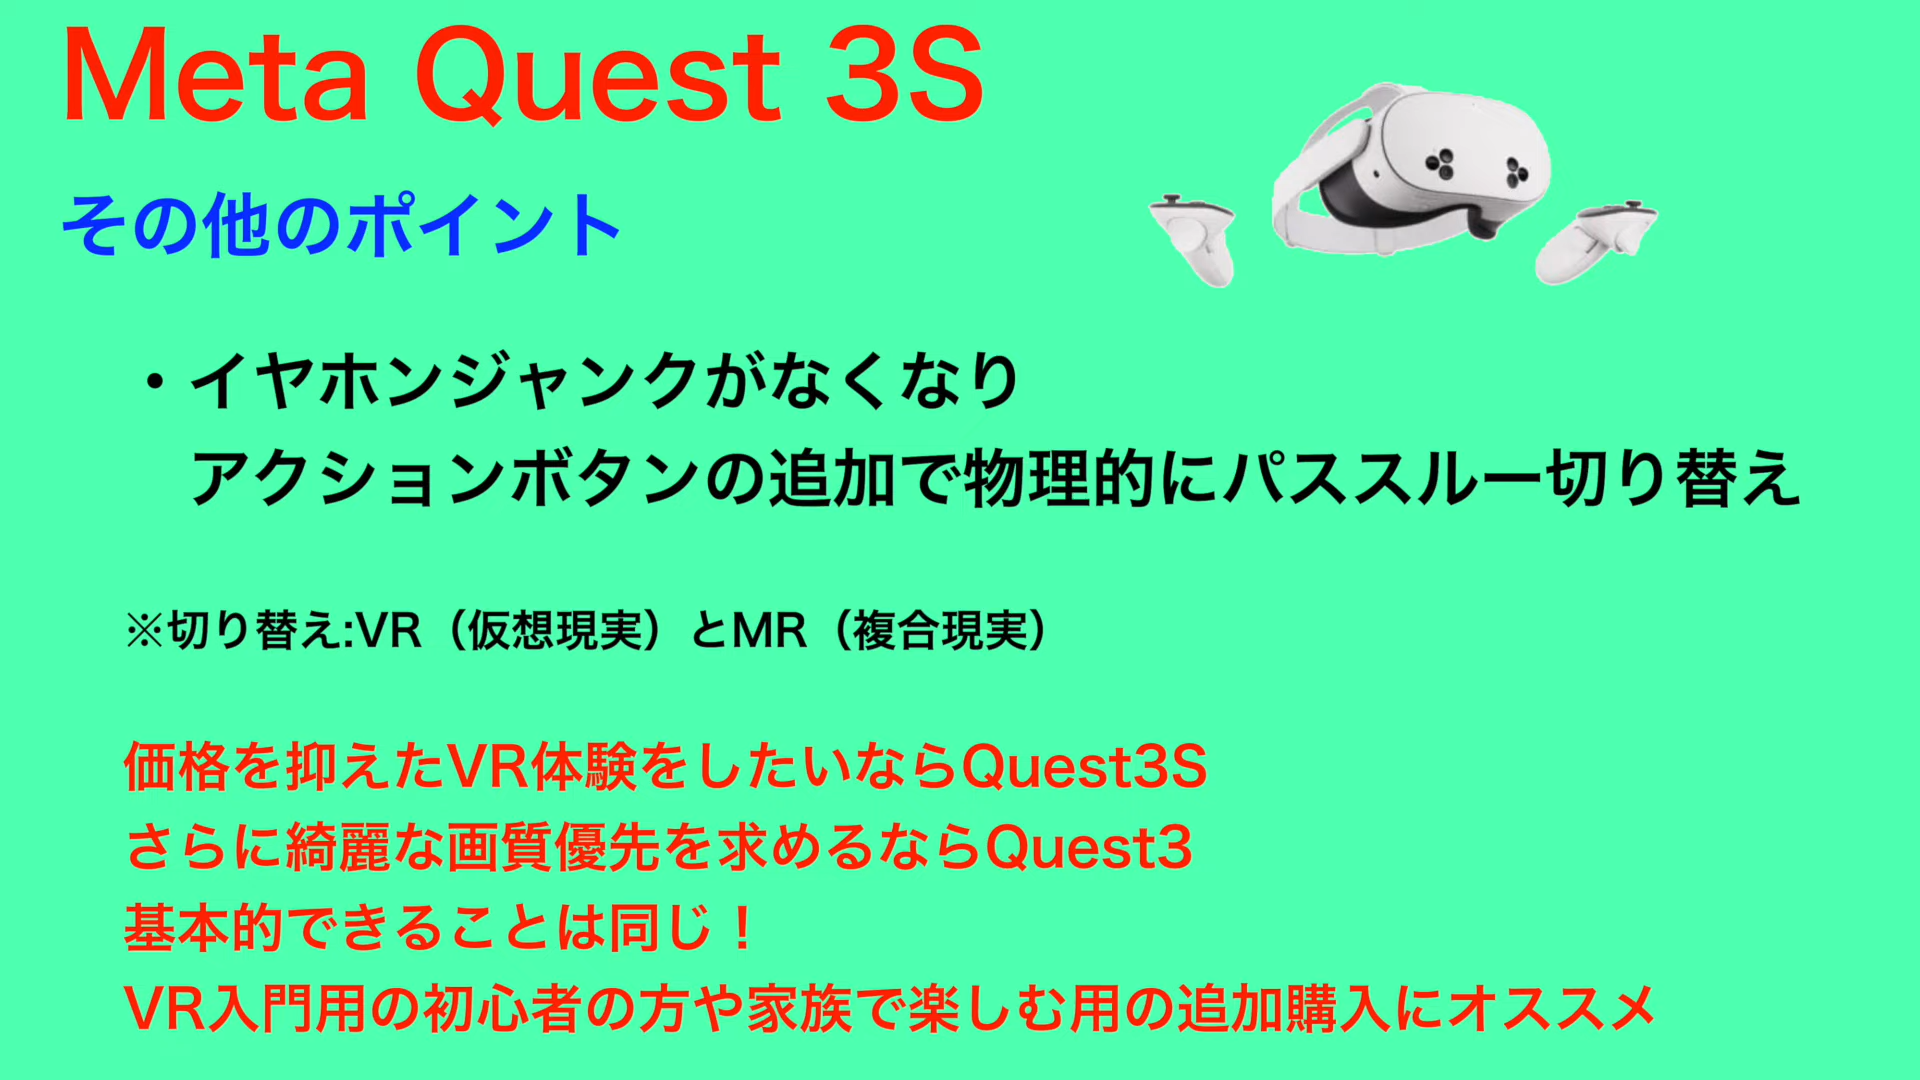 Meta Quest 3S
その他のポイント
・イヤホンジャンクがなくなり
アクションボタンの追加で物理的にパススルー切り替え
※切り替え:VR（仮想現実）とMR（複合現実）
価格を抑えたVR体験をしたいならQuest3S
さらに綺麗な画質優先を求めるならQuest3
基本的できることは同じ！
VR入門用の初心者の方や家族で楽しむ用の追加購入にオススメ